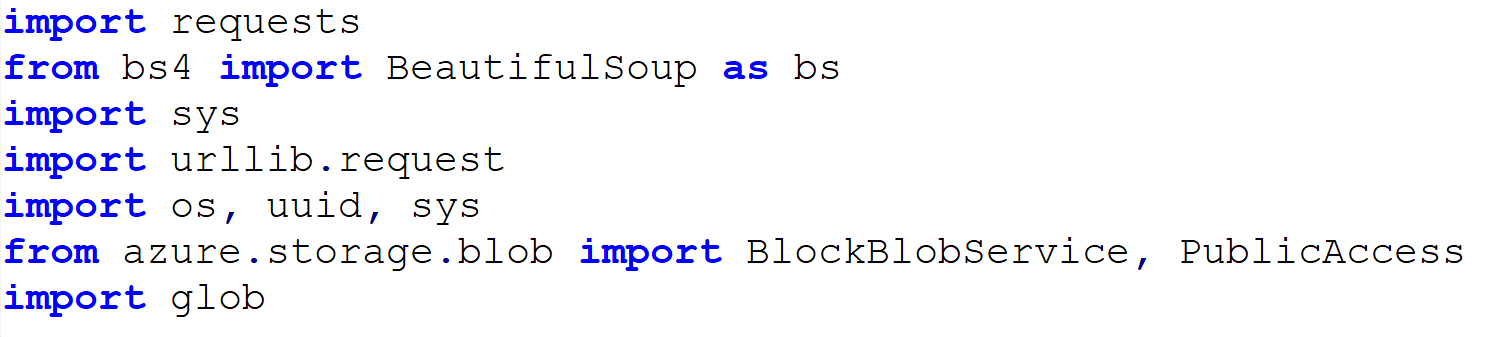 import requests
from bs4 import BeautifulSoup as bs
import sys
import urllib.request
import os, uuid, sys
from azure.storage.blob import BlockBlobService, PublicAccess
import glob